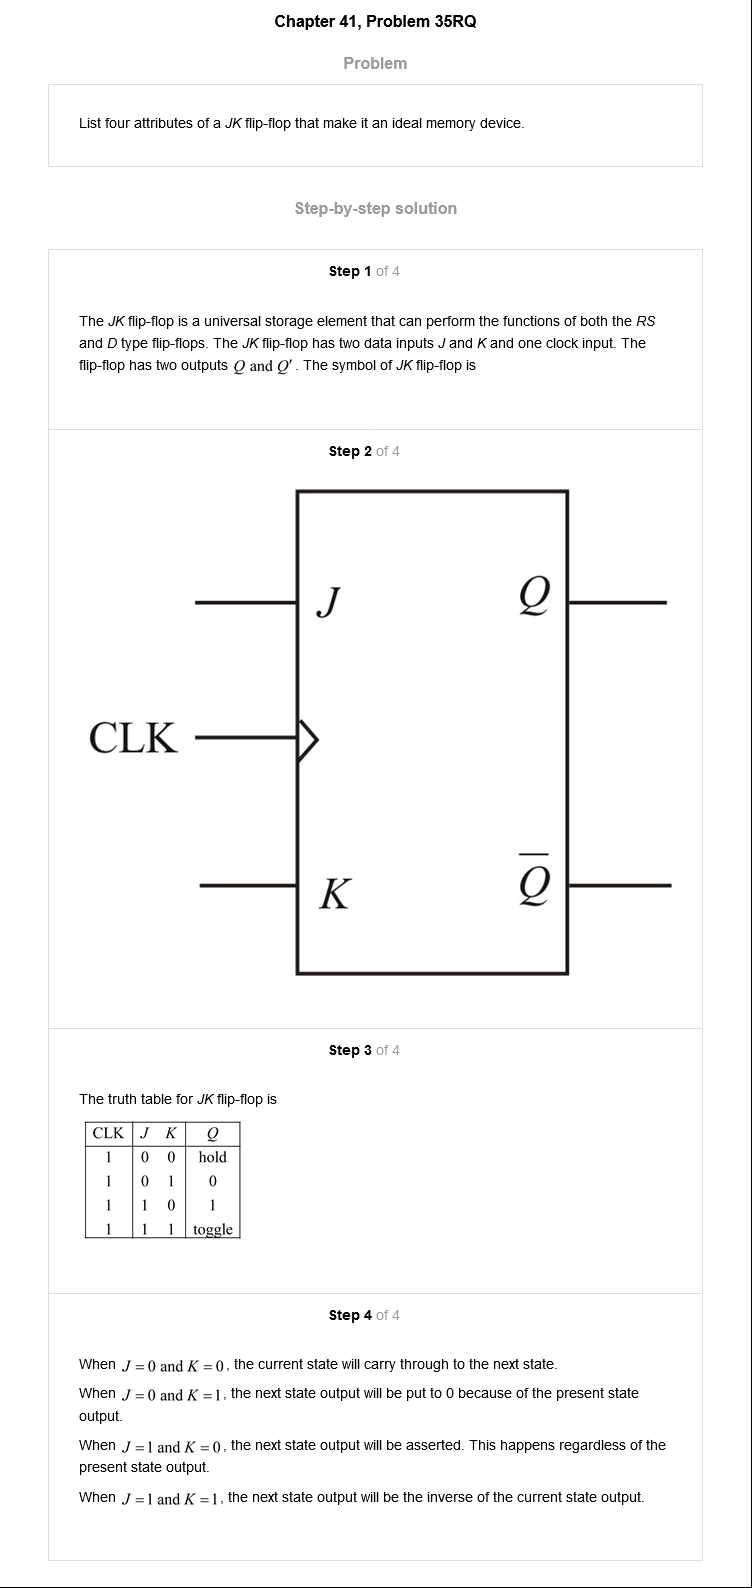 Chapter 41, Problem 35RQ
Problem
List four attributes of a JK flip-flop that make it an ideal memory device.
Step-by-step solution
Step 1 of 4
The JK flip-flop is a universal storage element that can perform the functions of both the RS
and D type flip-flops. The JK flip-flop has two data inputs J and K and one clock input. The
flip-flop has two outputs Q and Q′. The symbol of JK flip-flop is
Step 2 of 4
J Q
CLK
K Q̅
Step 3 of 4
The truth table for JK flip-flop is
CLK J K Q
1 0 0 hold
1 0 1 0
1 1 0 1
1 1 1 toggle
Step 4 of 4
When J = 0 and K = 0, the current state will carry through to the next state.
When J = 0 and K = 1, the next state output will be put to 0 because of the present state
output.
When J = 1 and K = 0, the next state output will be asserted. This happens regardless of the
present state output.
When J = 1 and K = 1, the next state output will be the inverse of the current state output.